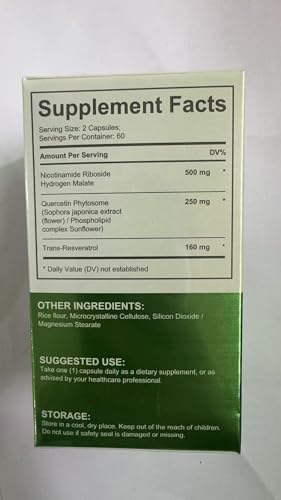 Supplement Facts
Serving Size: 2 Capsules;
Servings Per Container: 60
Amount Per Serving DV%
Nicotinamide Riboside 500 mg *
Hydrogen Malate
Quercetin Phytosome 250 mg *
(Sophora japonica extract
(flower) / Phospholipid
complex Sunflower)
Trans-Resveratrol 160 mg *
* Daily Value (DV) not established
OTHER INGREDIENTS:
Rice flour, Microcrystalline Cellulose, Silicon Dioxide /
Magnesium Stearate
SUGGESTED USE:
Take one (1) capsule daily as a dietary supplement, or as
advised by your healthcare professional.
STORAGE:
Store in a cool, dry place. Keep out of the reach of children.
Do not use if safety seal is damaged or missing.